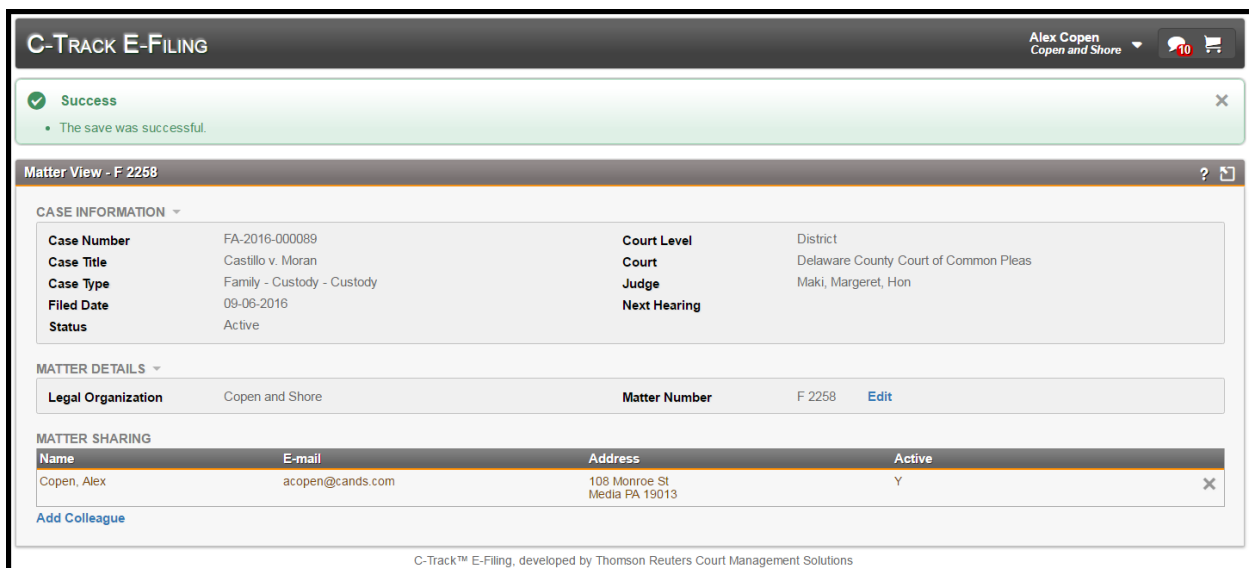 C-Track E-Filing
Alex Copen
Copen and Shore
10
Success
• The save was successful.
Matter View - F 2258
?
CASE INFORMATION
Case Number FA-2016-000089 Court Level District
Case Title Castillo v. Moran Court Delaware County Court of Common Pleas
Case Type Family - Custody - Custody Judge Maki, Margeret, Hon
Filed Date 09-06-2016 Next Hearing
Status Active
MATTER DETAILS
Legal Organization Copen and Shore Matter Number F 2258 Edit
MATTER SHARING
Name E-mail Address Active
Copen, Alex acopen@cands.com 108 Monroe St Y
Media PA 19013
Add Colleague
C-Track™ E-Filing, developed by Thomson Reuters Court Management Solutions